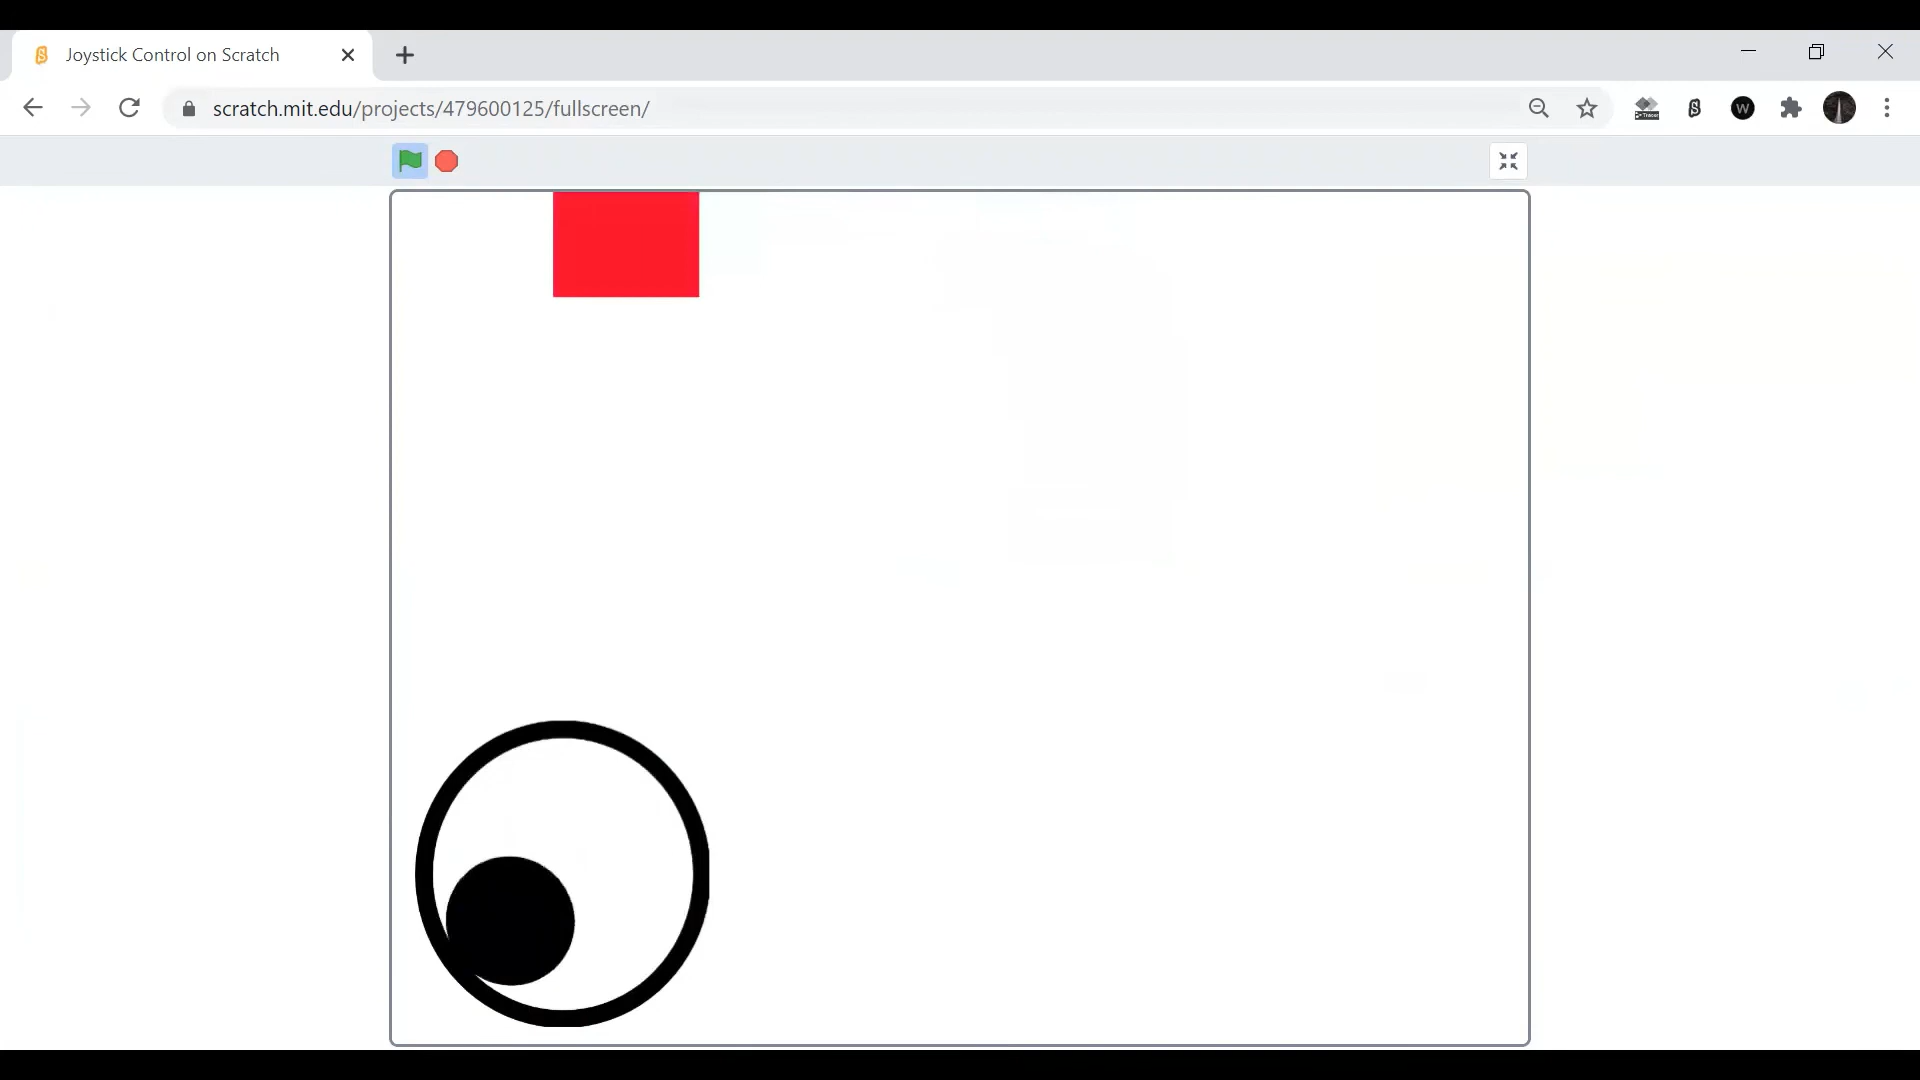 Joystick Control on Scratch
scratch.mit.edu/projects/479600125/fullscreen/
W